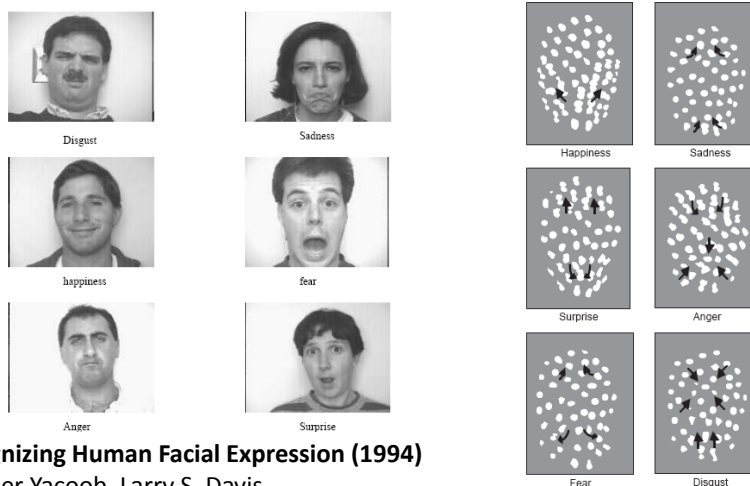 Disgust
Sadness
happiness
fear
Anger
Surprise
gnizing Human Facial Expression (1994)
er Yacoob, Larry S. Davis
Happiness
Sadness
Surprise
Anger
Fear
Disgust